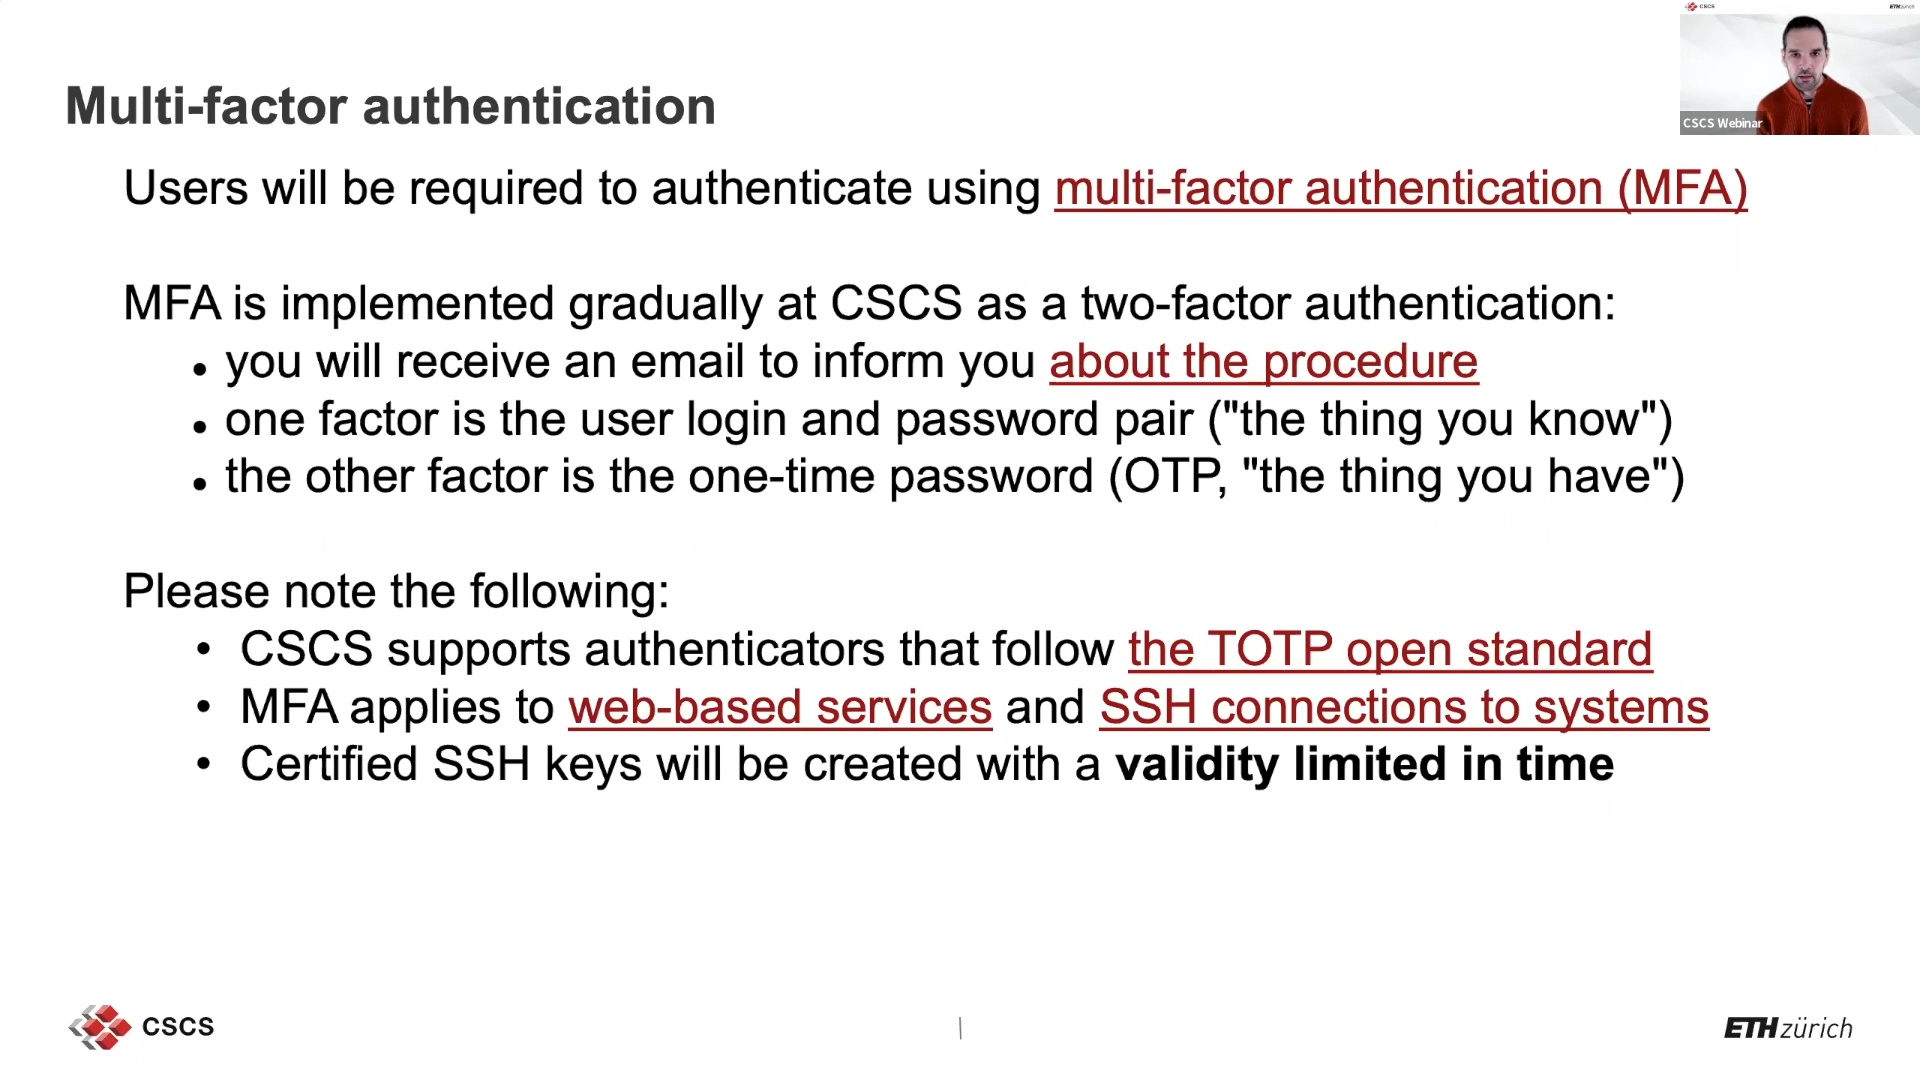 CSCS
ETHzürich
CSCS Webinar
Multi-factor authentication
Users will be required to authenticate using multi-factor authentication (MFA)
MFA is implemented gradually at CSCS as a two-factor authentication:
• you will receive an email to inform you about the procedure
• one factor is the user login and password pair ("the thing you know")
• the other factor is the one-time password (OTP, "the thing you have")
Please note the following:
• CSCS supports authenticators that follow the TOTP open standard
• MFA applies to web-based services and SSH connections to systems
• Certified SSH keys will be created with a validity limited in time
CSCS
|
ETHzürich